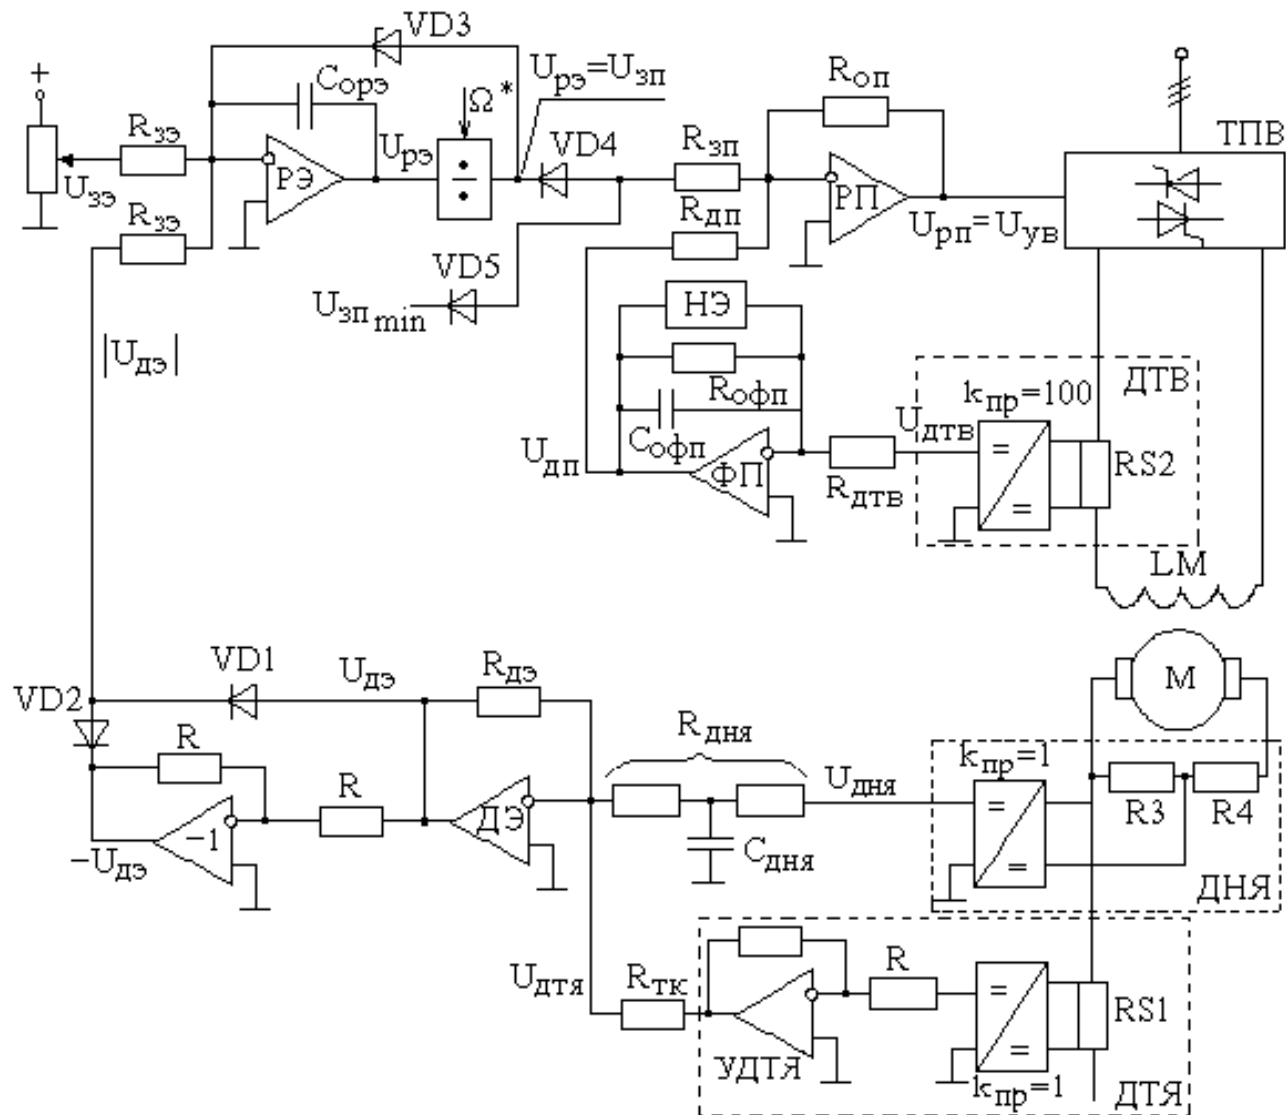 VD3
+
Cорэ
Uрэ=Uзп
Rоп
Ω*
Rзэ
Uрэ
VD4
Rзп
ТПВ
РЭ
РП
Uзэ
Rзэ
Rдп
Uрп=Uув
VD5
Uзп min
НЭ
|Uдэ|
Rофп
ДТВ
kпр=100
Cофп
Uдтв
Uдп
ФП
Rдтв
=
=
RS2
LM
VD1
Uдэ
Rдэ
М
VD2
R
Rдня
kпр=1
R
Uдня
=
R3
R4
ДЭ
−1
−Uдэ
Cдня
=
ДНЯ
Uдтя
Rтк
R
=
RS1
УДТЯ
=
kпр=1
ДТЯ